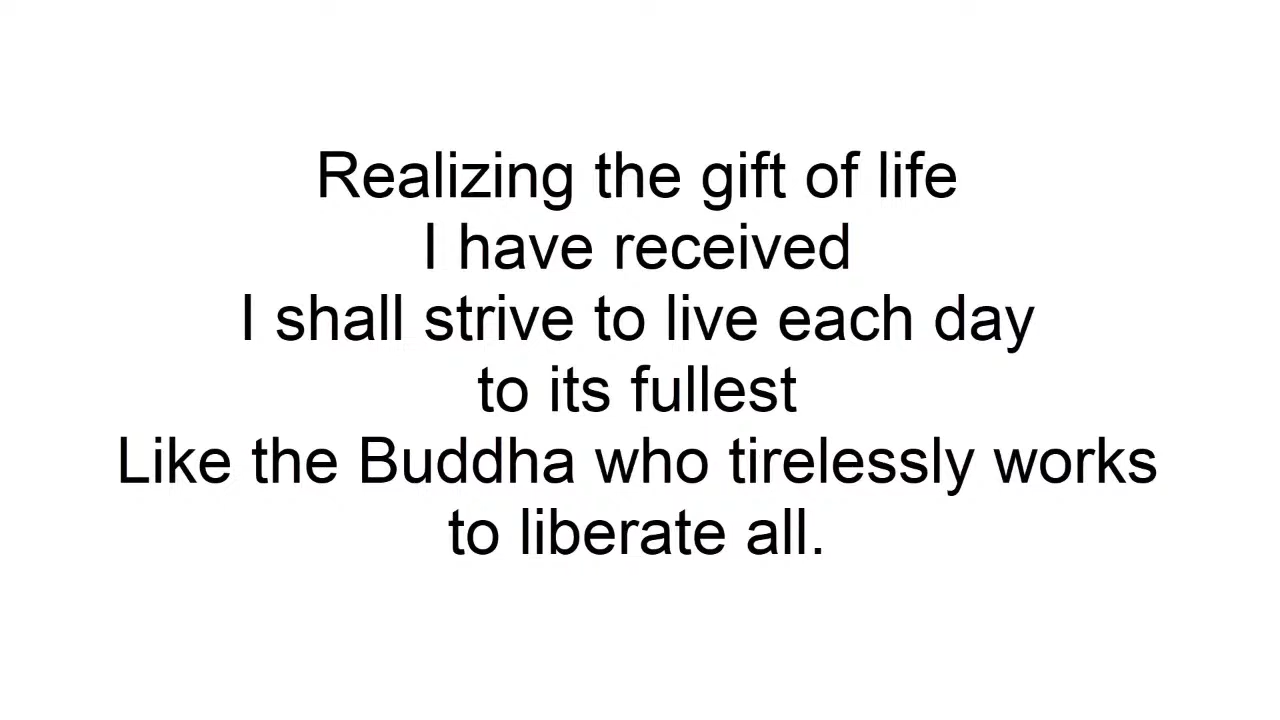 Realizing the gift of life
I have received
I shall strive to live each day
to its fullest
Like the Buddha who tirelessly works
to liberate all.